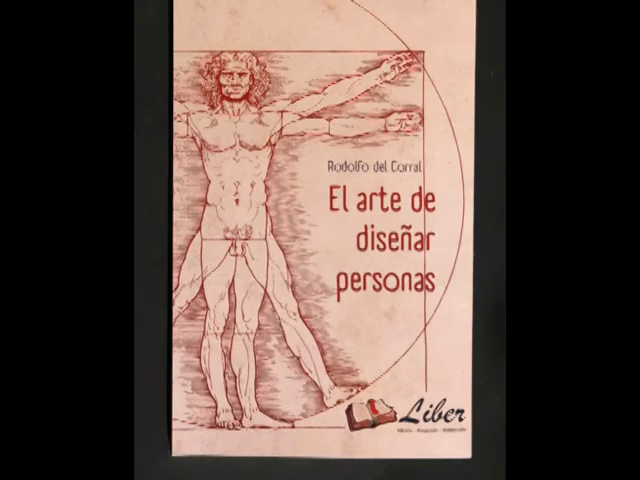 Rodolfo del Corral
El arte de
diseñar
personas
Liber